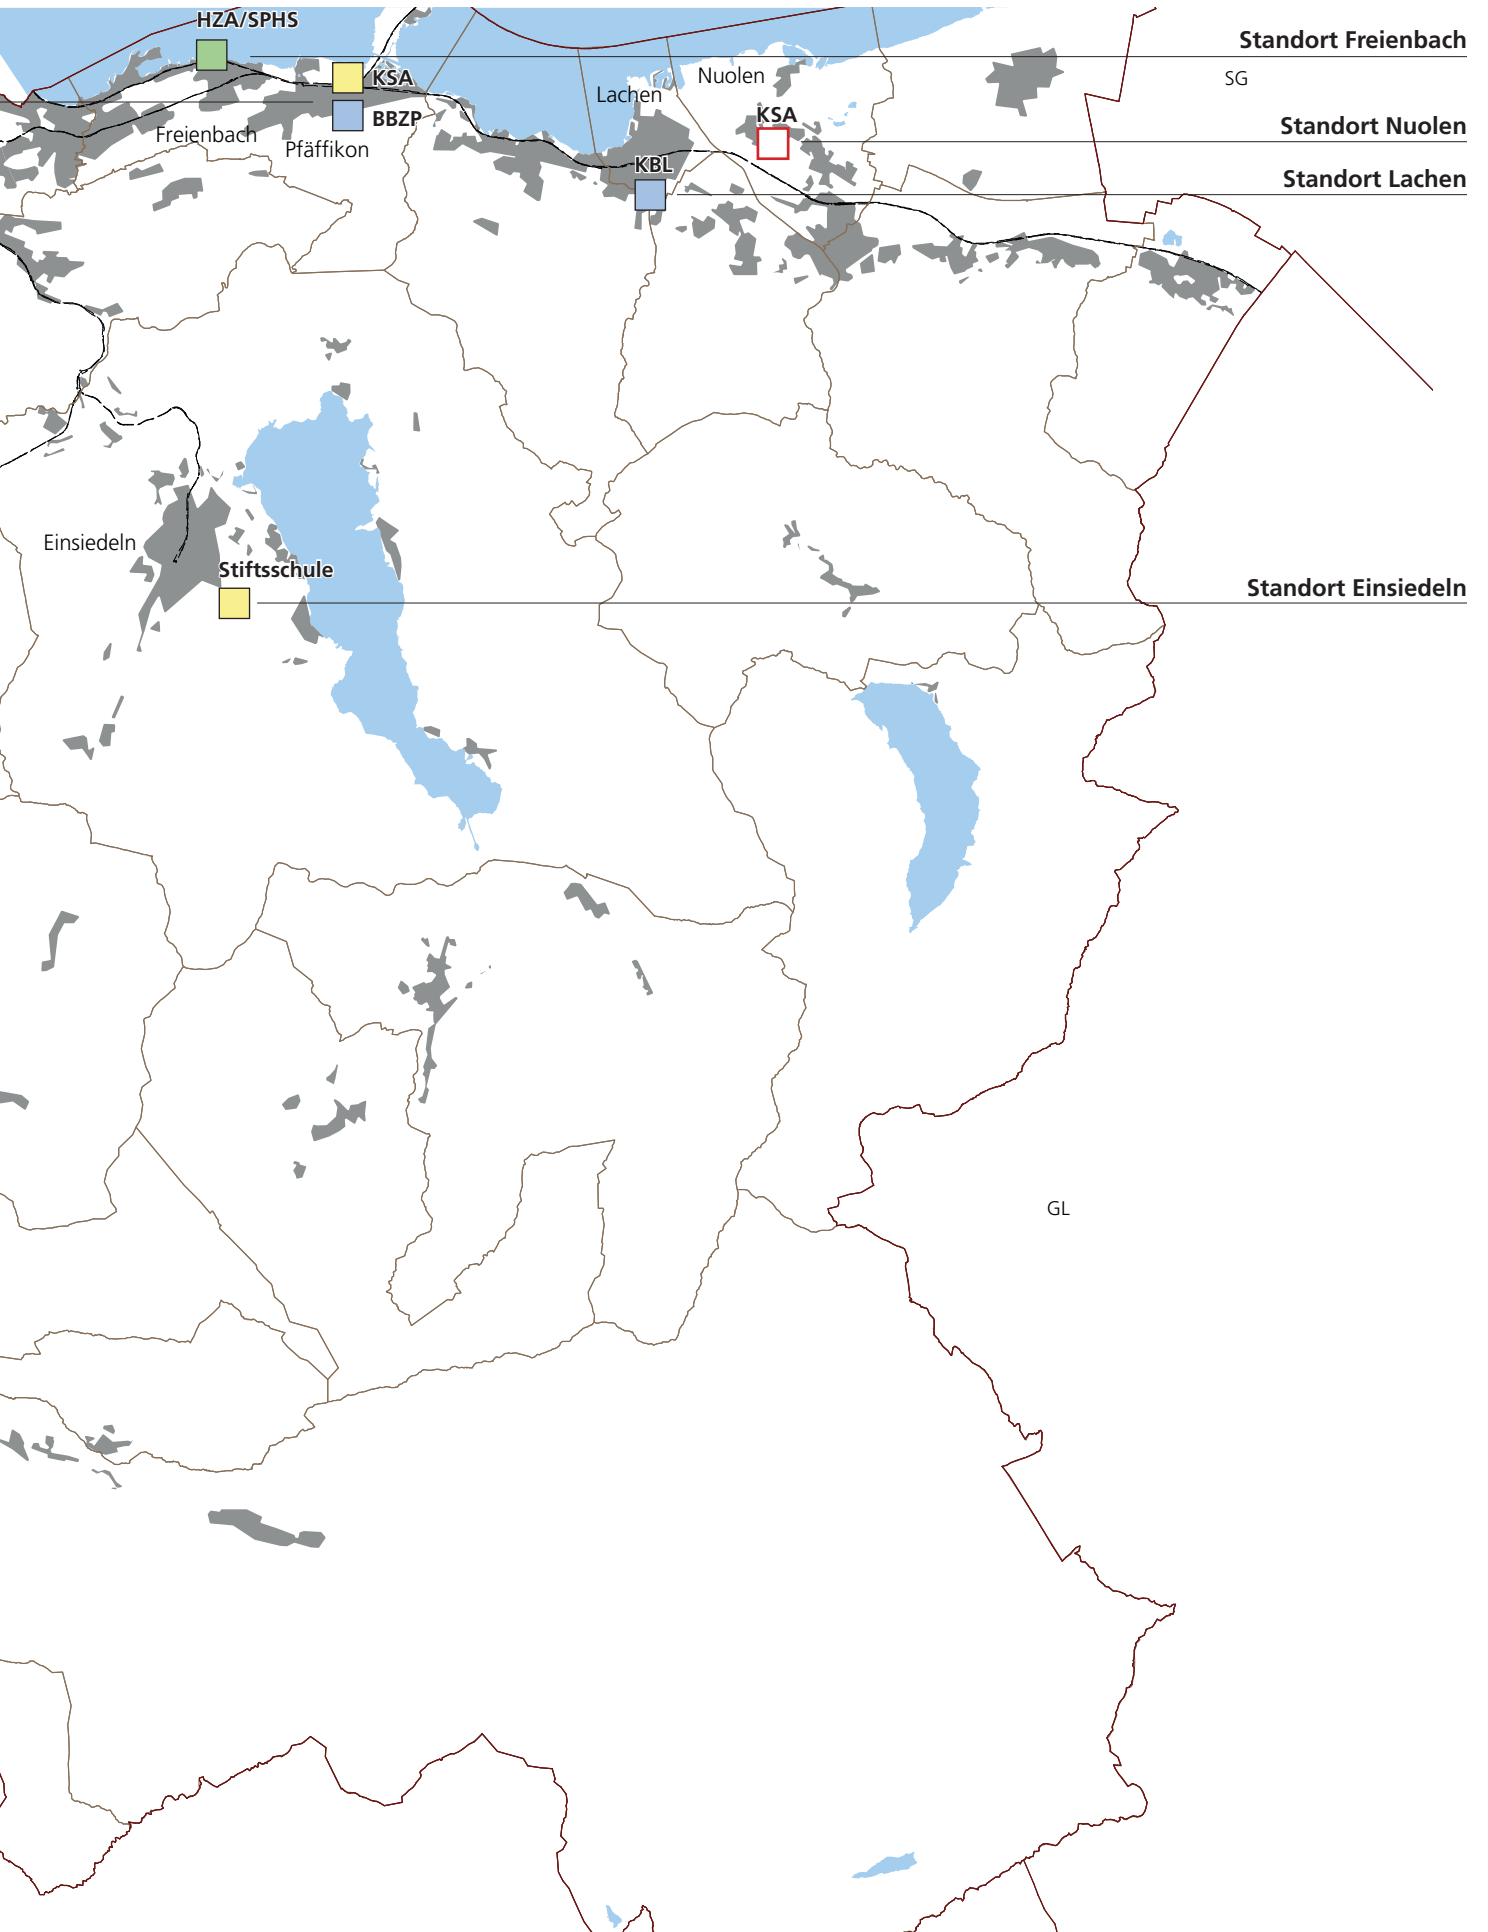 HZA/SPHS
Standort Freienbach
KSA
Nuolen
SG
Lachen
BBZP
KSA
Standort Nuolen
Freienbach
Pfäffikon
KBL
Standort Lachen
Einsiedeln
Stiftsschule
Standort Einsiedeln
GL